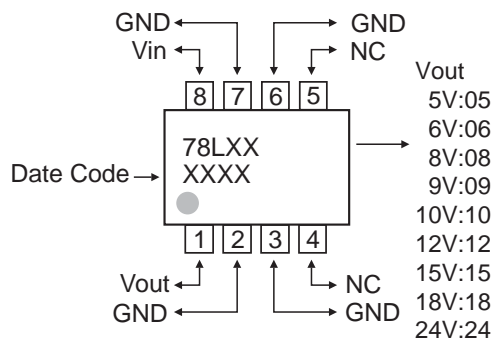 GND GND
Vin NC
8 7 6 5
78LXX
XXXX
Date Code
1 2 3 4
Vout NC
GND GND
Vout
5V:05
6V:06
8V:08
9V:09
10V:10
12V:12
15V:15
18V:18
24V:24